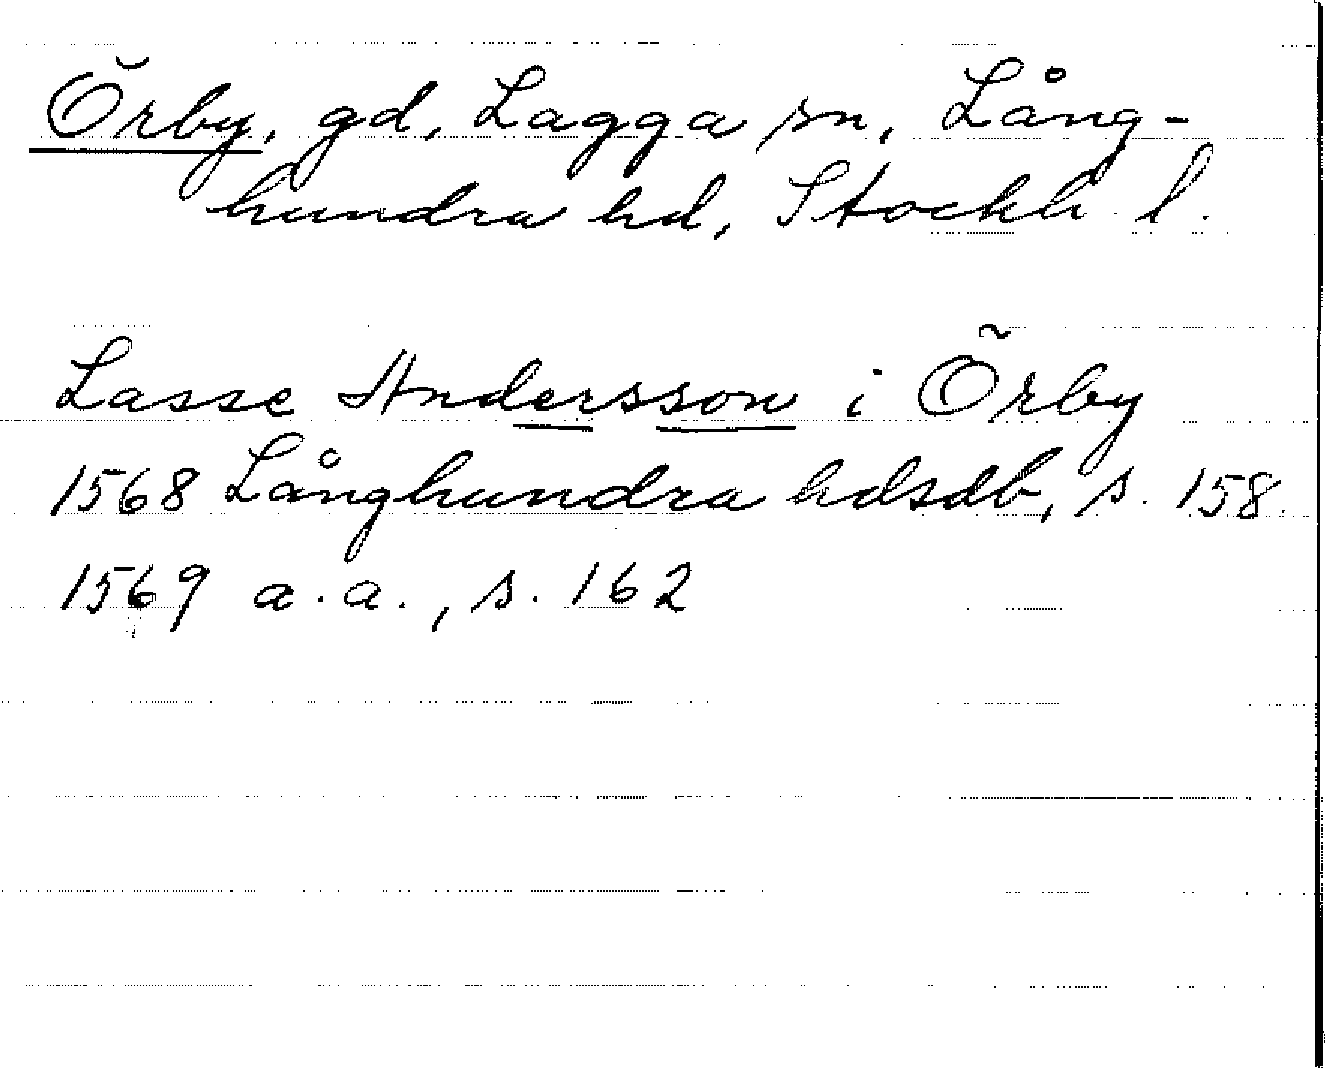 Örby, gd, Lagga sn, Lång-
hundra hd, Stockh. l.
Lasse Andersson i Örby
1568 Långhundra hdsdb, s. 158.
1569 a.a., s. 162